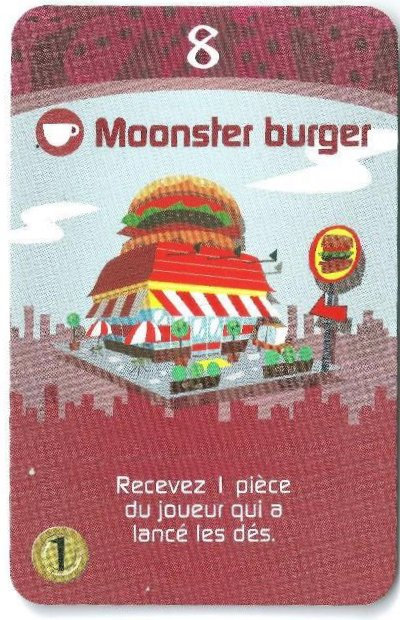 8
Moonster burger
Recevez 1 pièce
du joueur qui a
lancé les dés.
1